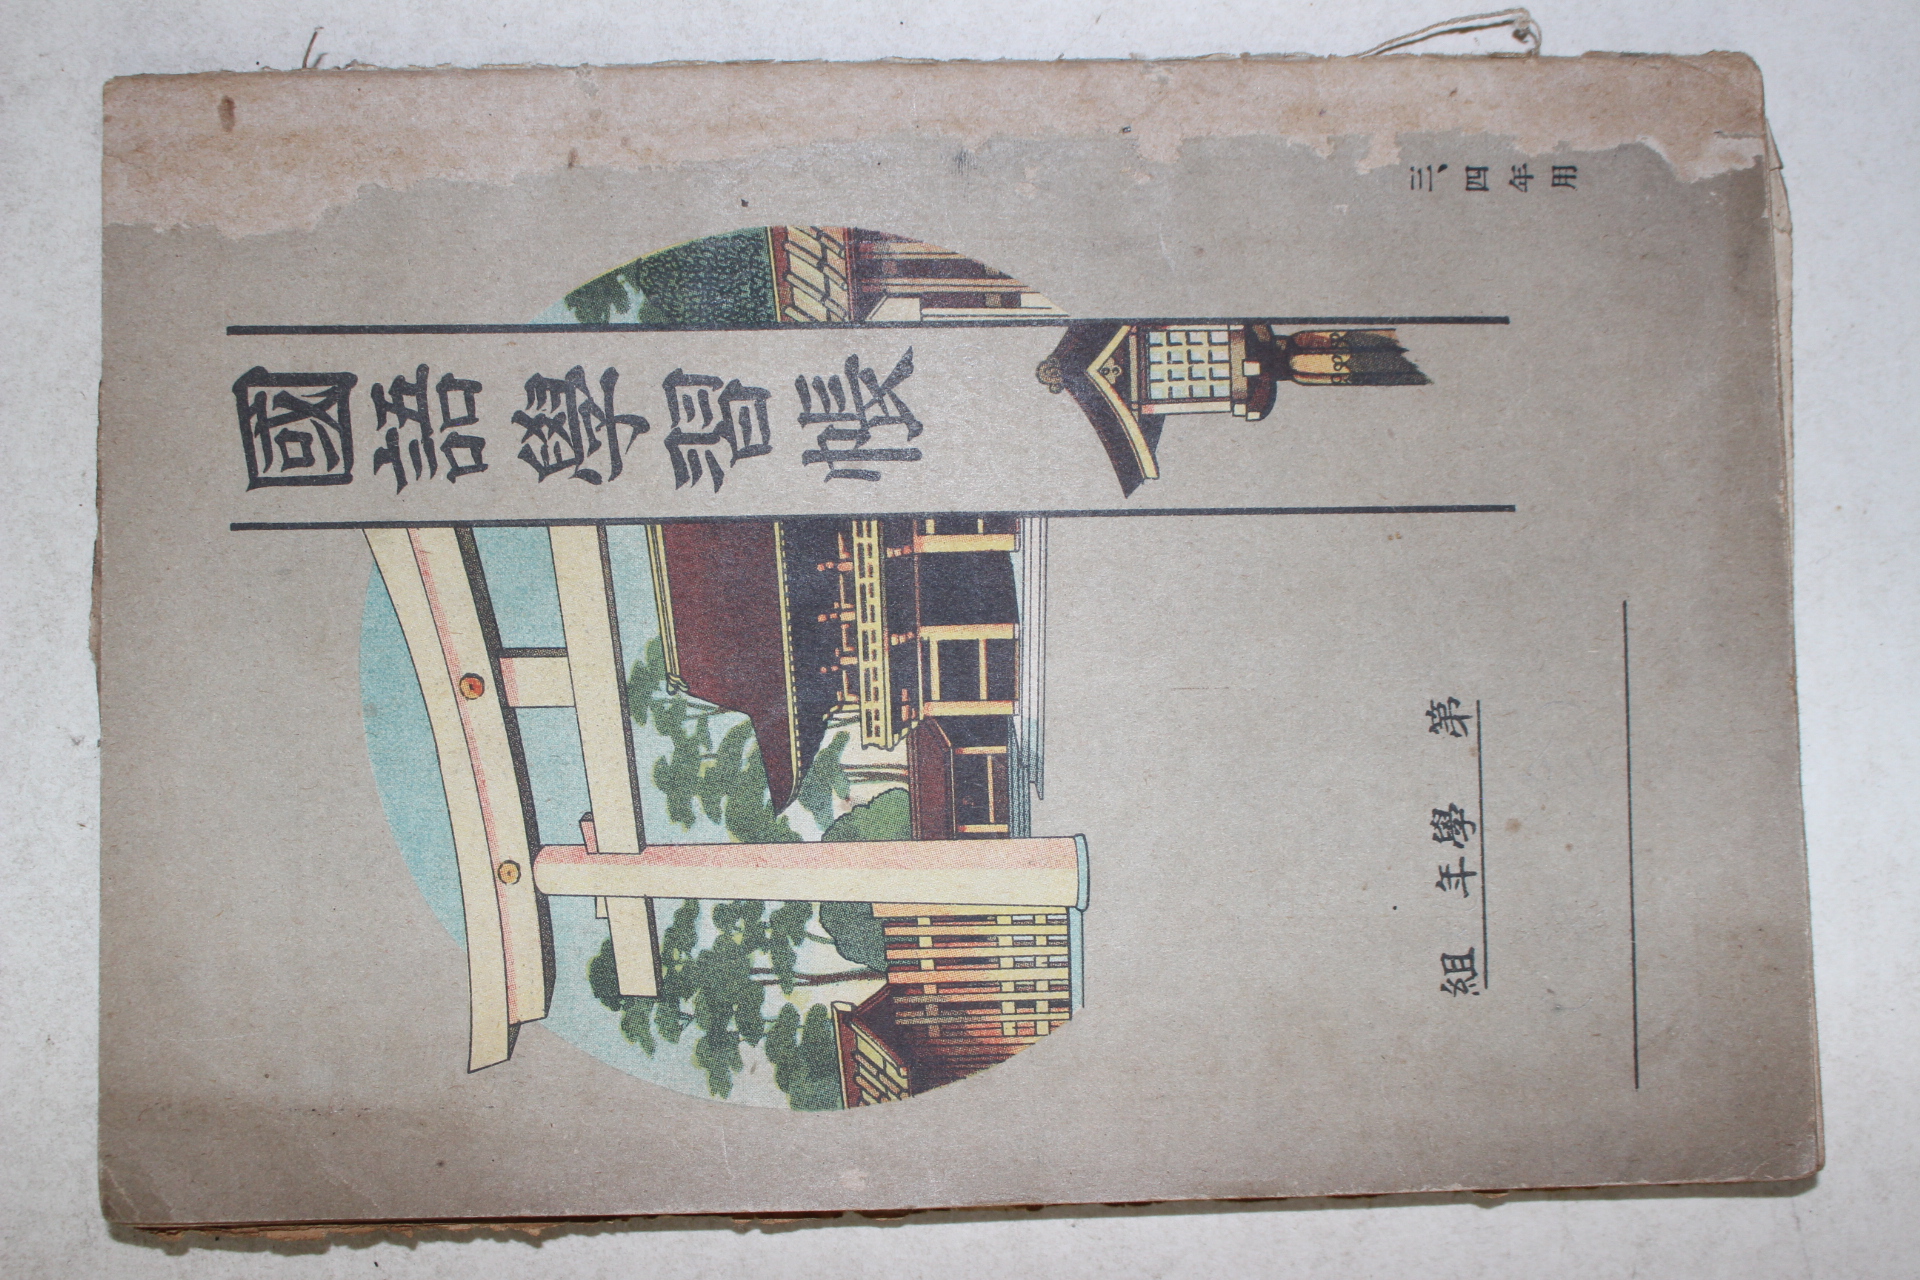 國語學習帳
三、四年用
第 學年 組